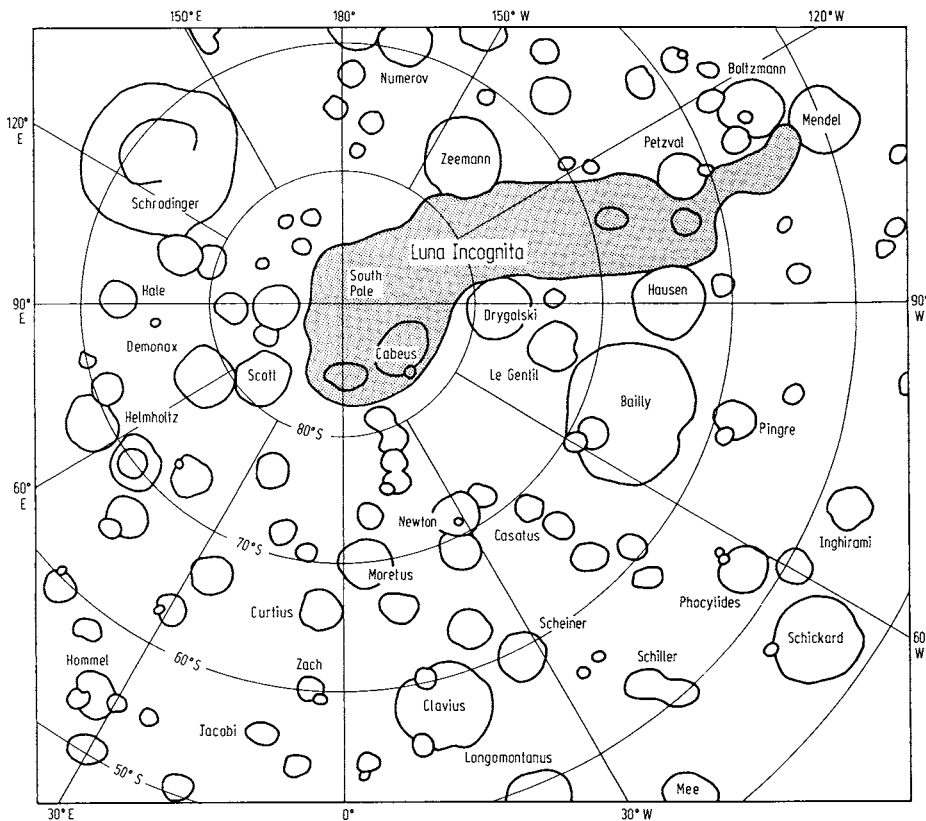 150° E
180°
150° W
120° W
Numerov
Boltzmann
Mendel
120°
E
Zeemann
Petzval
Schrodinger
Luna Incognita
South
Pole
Hale
Hausen
90°
E
90°
W
Drygalski
Demonax
Cabeus
Scott
Le Gentil
Bailly
Helmholtz
80° S
Pingre
60°
E
Newton
Casatus
Inghirami
70° S
Moretus
Phocylides
Curtius
Scheiner
60
W
Schickard
Hommel
60° S
Zach
Schiller
Clavius
Jacobi
Longomontanus
50° S
Mee
30° E
0°
30° W